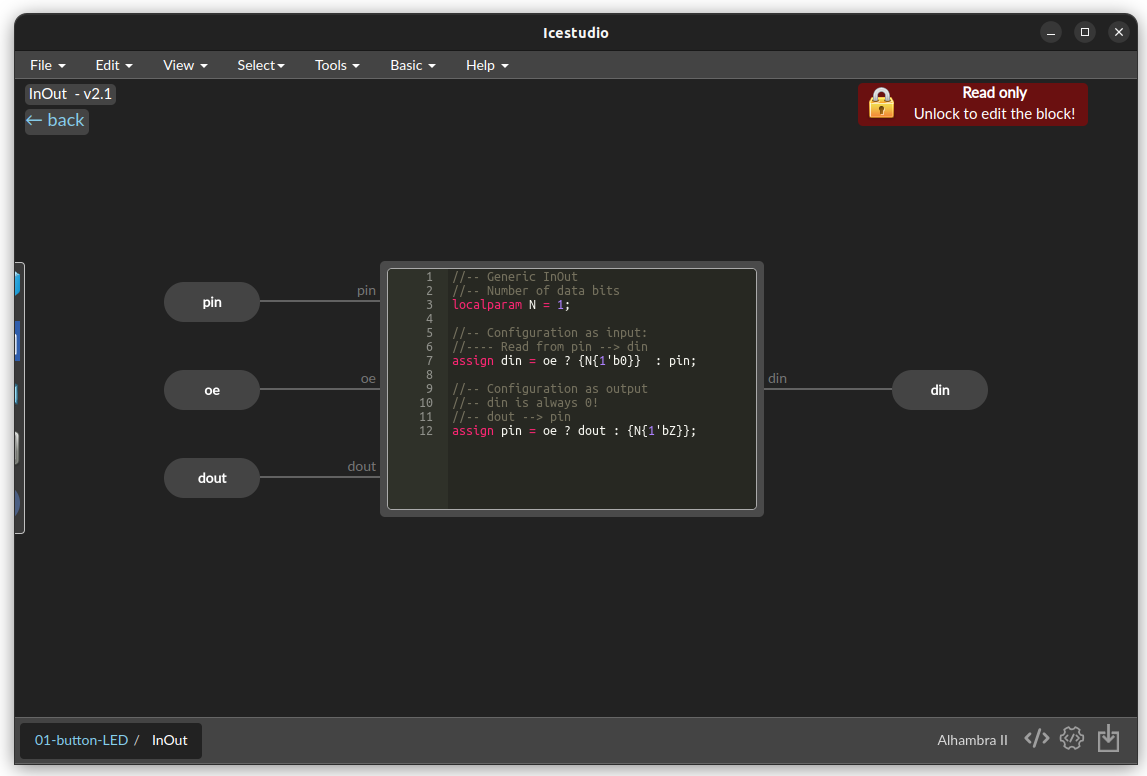 Icestudio
File Edit View Select Tools Basic Help
InOut - v2.1
← back
Read only
Unlock to edit the block!
pin
pin
oe
oe
dout
dout
1 //-- Generic InOut
2 //-- Number of data bits
3 localparam N = 1;
4
5 //-- Configuration as input:
6 //---- Read from pin --> din
7 assign din = oe ? {N{1'b0}}  : pin;
8
9 //-- Configuration as output
10 //-- din is always 0!
11 //-- dout --> pin
12 assign pin = oe ? dout : {N{1'bZ}};
din
din
01-button-LED / InOut
Alhambra II